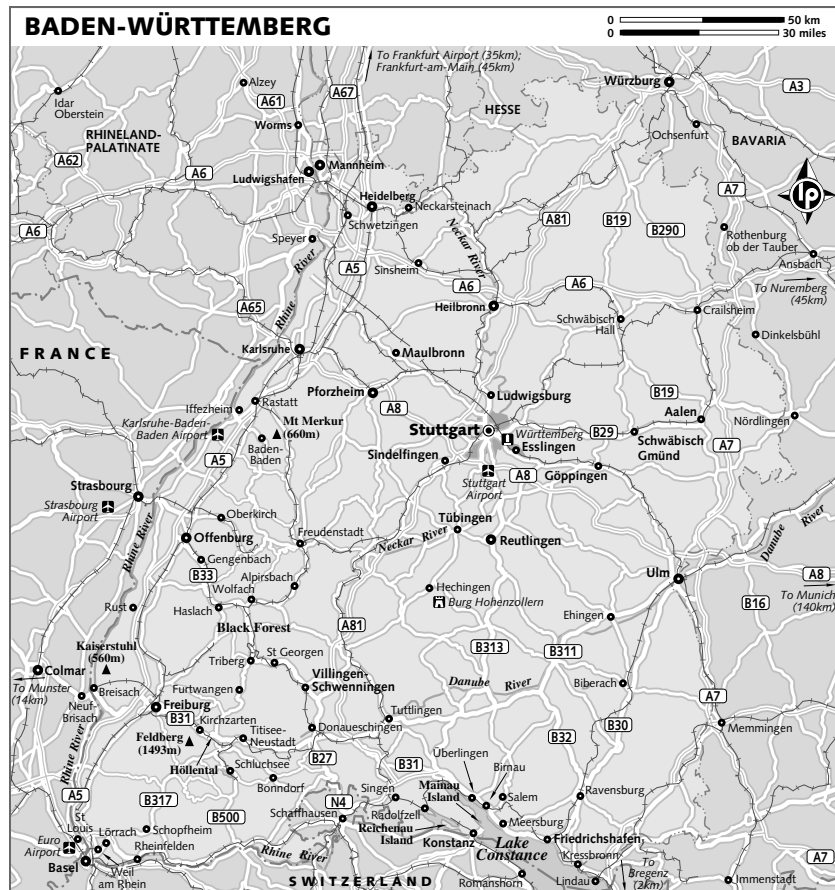 BADEN-WÜRTTEMBERG
0 50 km
0 30 miles
To Frankfurt Airport (35km);
Frankfurt-am-Main (45km)
Alzey
A67
Würzburg
A61
A3
Idar
Oberstein
HESSE
RHINELAND-
PALATINATE
Worms
Ochsenfurt
BAVARIA
A62
Mannheim
A6
Ludwigshafen
A7
lp
Heidelberg
Neckarsteinach
Schwetzingen
A81
B19
B290
A6
Neckar River
Rothenburg
ob der Tauber
Speyer
Rhine River
Sinsheim
A5
Ansbach
A6
A6
To Nuremberg
(45km)
A65
Heilbronn
Schwäbisch
Hall
Crailsheim
Dinkelsbühl
FRANCE
Karlsruhe
Maulbronn
Pforzheim
Ludwigsburg
B19
Iffezheim
Rastatt
A8
Aalen
Nördlingen
Karlsruhe-Baden-
Baden Airport
Mt Merkur
(660m)
Stuttgart
Württemberg
B29
Baden-
Baden
Esslingen
Schwäbisch
Gmünd
A7
A5
Sindelfingen
Göppingen
A8
Stuttgart
Airport
Strasbourg
Strasbourg
Airport
Oberkirch
Tübingen
Danube River
Rhine River
Offenburg
Freudenstadt
Neckar River
Reutlingen
Gengenbach
B33
Alpirsbach
Ulm
A8
Wolfach
Hechingen
To Munich
(140km)
Rust
Haslach
Burg Hohenzollern
B16
Black Forest
A81
Ehingen
Kaiserstuhl
(560m)
B313
B311
Colmar
Triberg
St Georgen
To Munster
(14km)
Breisach
Furtwangen
Villingen-
Schwenningen
Danube River
Biberach
Neuf-
Brisach
Freiburg
A7
B31
Kirchzarten
Tuttlingen
B30
Memmingen
Feldberg
(1493m)
Titisee-
Neustadt
Donaueschingen
B32
Rhine River
Höllental
B27
Überlingen
Schluchsee
B31
Birnau
Bonndorf
Singen
Mainau
Island
Salem
Ravensburg
A5
B317
N4
St
Louis
B500
Schaffhausen
Radolfzell
Meersburg
Lörrach
Schopfheim
Reichenau
Island
Friedrichshafen
Euro
Airport
Rheinfelden
Konstanz
Lake
Constance
Rhine River
Kressbronn
A7
Basel
Weil
am Rhein
To
Bregenz
(2km)
SWITZERLAND
Romanshorn
Lindau
Immenstadt